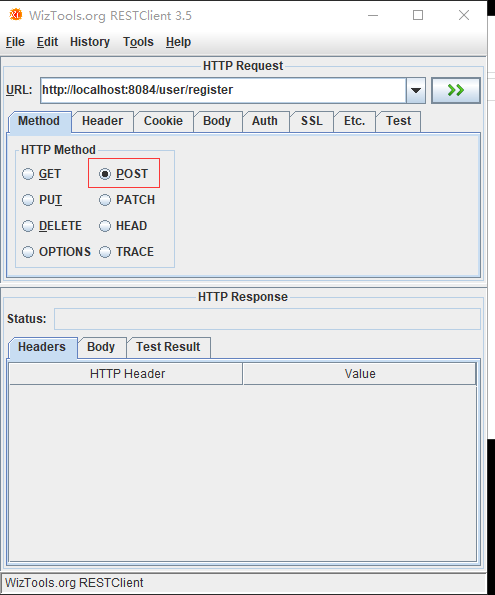 WizTools.org RESTClient 3.5
File Edit History Tools Help
HTTP Request
URL: http://localhost:8084/user/register
Method Header Cookie Body Auth SSL Etc. Test
HTTP Method
GET POST
PUT PATCH
DELETE HEAD
OPTIONS TRACE
HTTP Response
Status:
Headers Body Test Result
HTTP Header Value
WizTools.org RESTClient